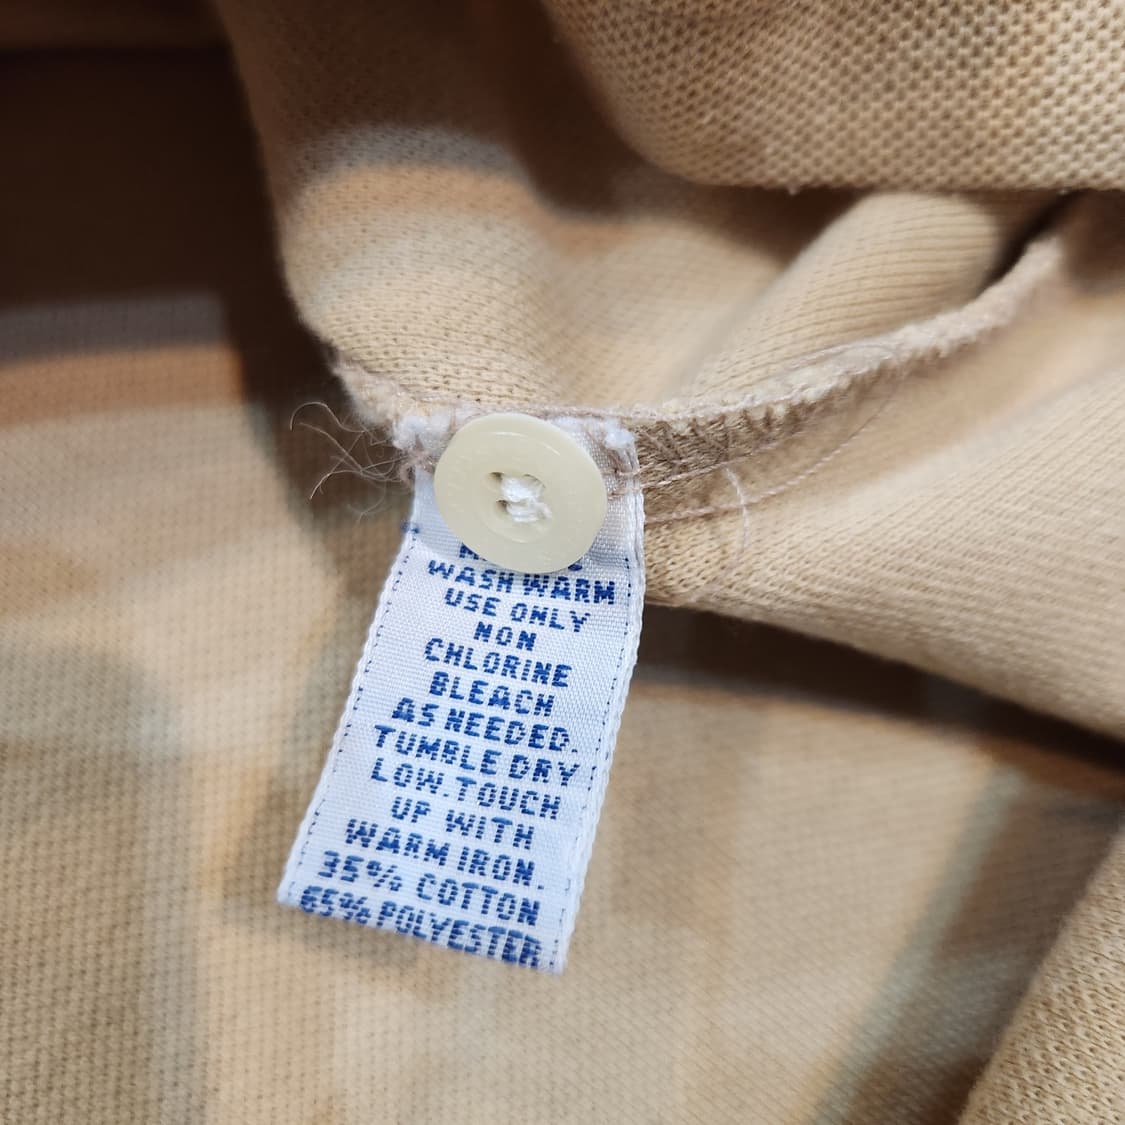 WASH WARM
USE ONLY
NON
CHLORINE
BLEACH
AS NEEDED.
TUMBLE DRY
LOW.TOUCH
UP WITH
WARM IRON.
35% COTTON
65% POLYESTER